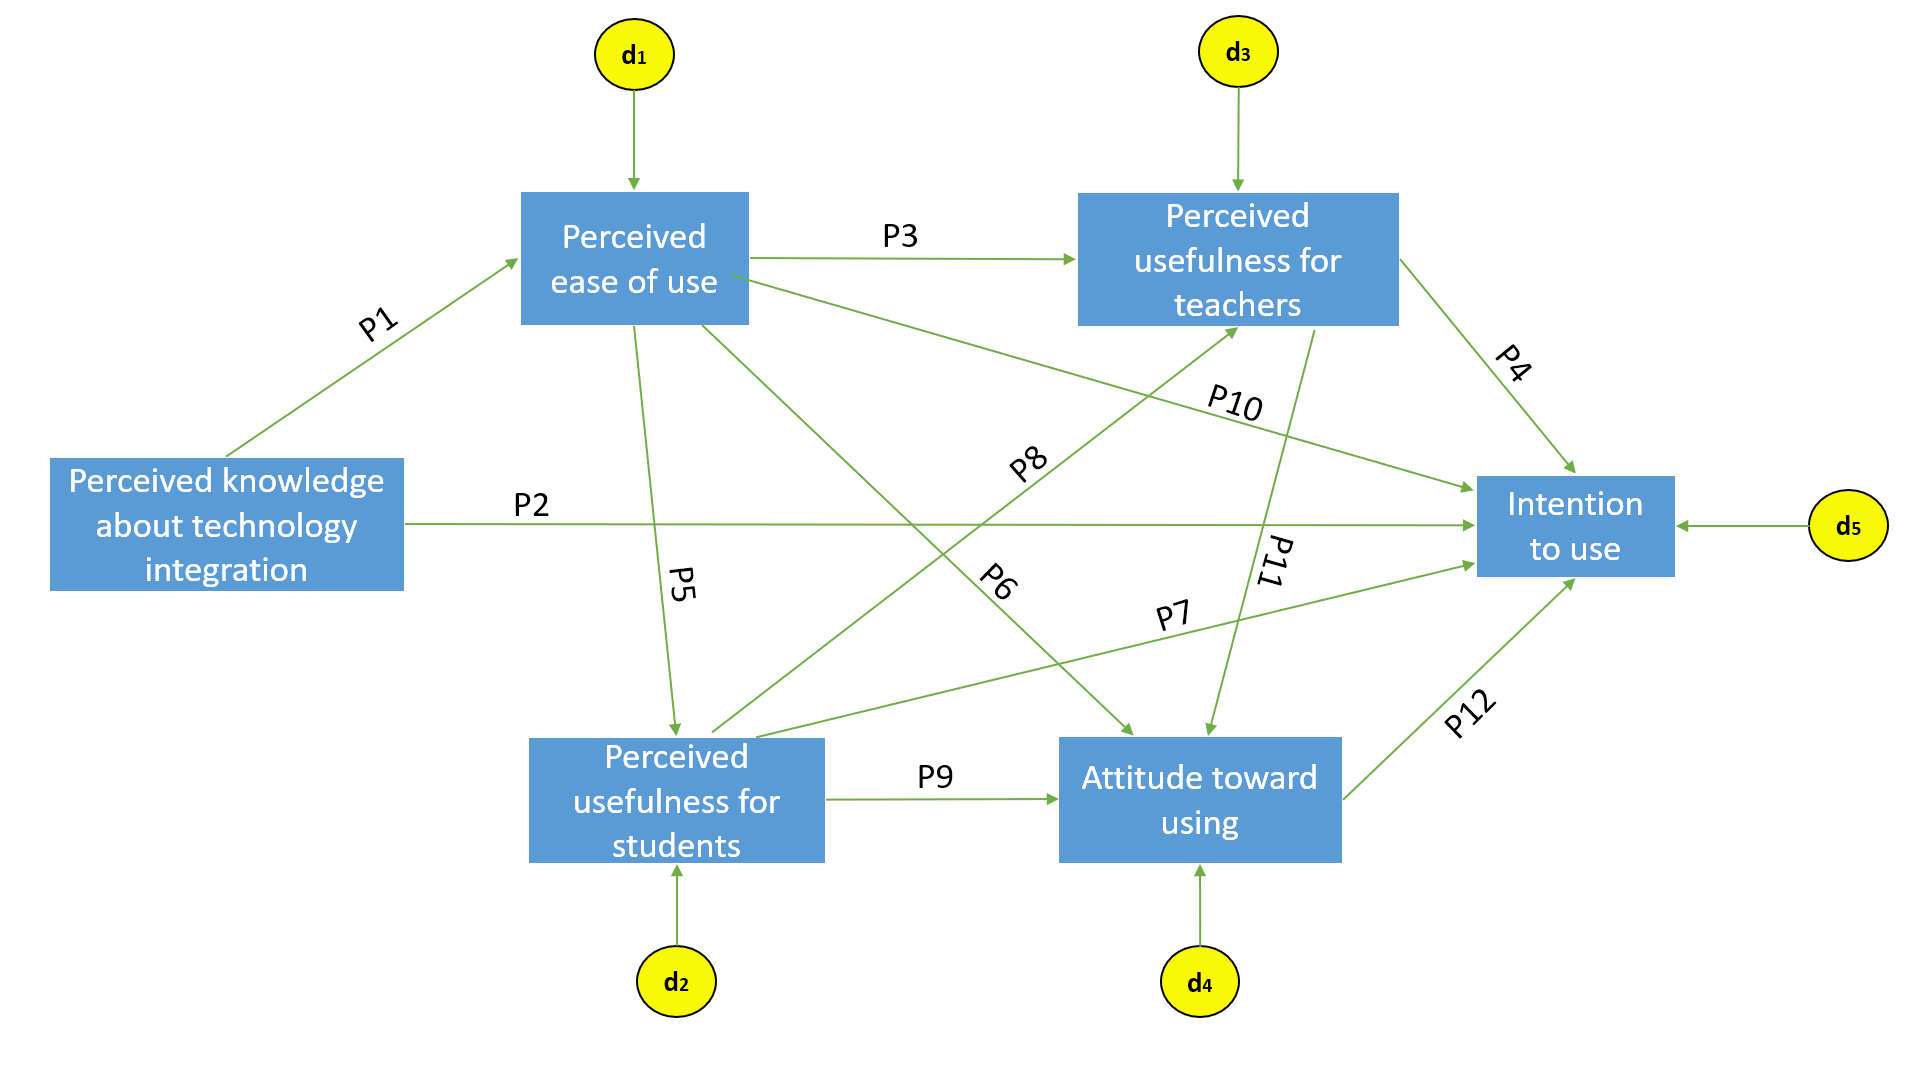 d1
d3
Perceived
ease of use
P3
Perceived
usefulness for
teachers
P1
P4
P10
P8
Perceived knowledge
about technology
integration
P2
Intention
to use
d5
P5
P6
P11
P7
P12
Perceived
usefulness for
students
P9
Attitude toward
using
d2
d4